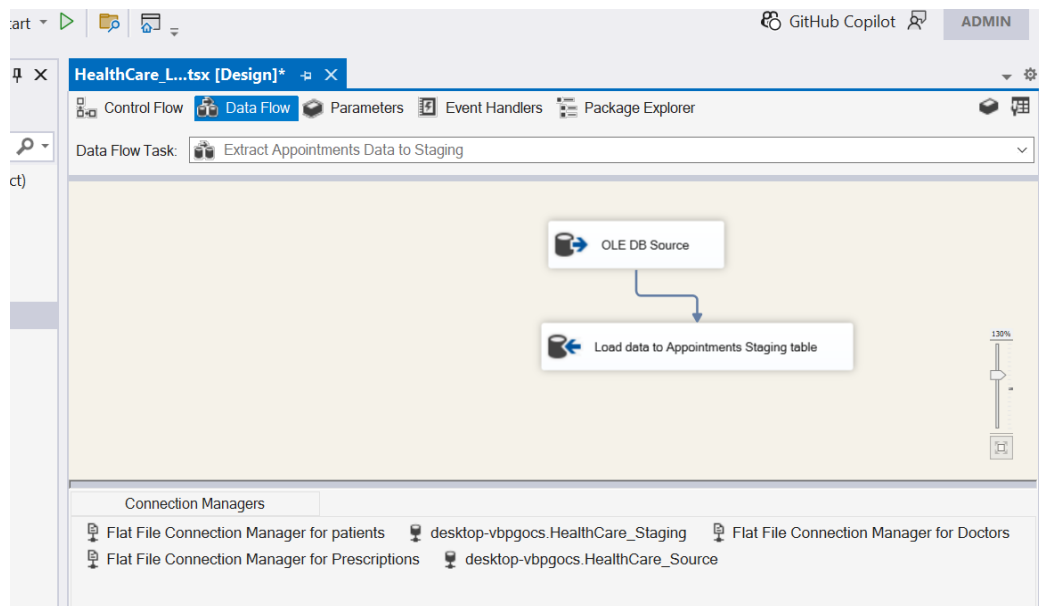 GitHub Copilot ADMIN
HealthCare_L...tsx [Design]*
Control Flow Data Flow Parameters Event Handlers Package Explorer
Data Flow Task: Extract Appointments Data to Staging
ct)
OLE DB Source
Load data to Appointments Staging table
130%
Connection Managers
Flat File Connection Manager for patients desktop-vbpgocs.HealthCare_Staging Flat File Connection Manager for Doctors
Flat File Connection Manager for Prescriptions desktop-vbpgocs.HealthCare_Source